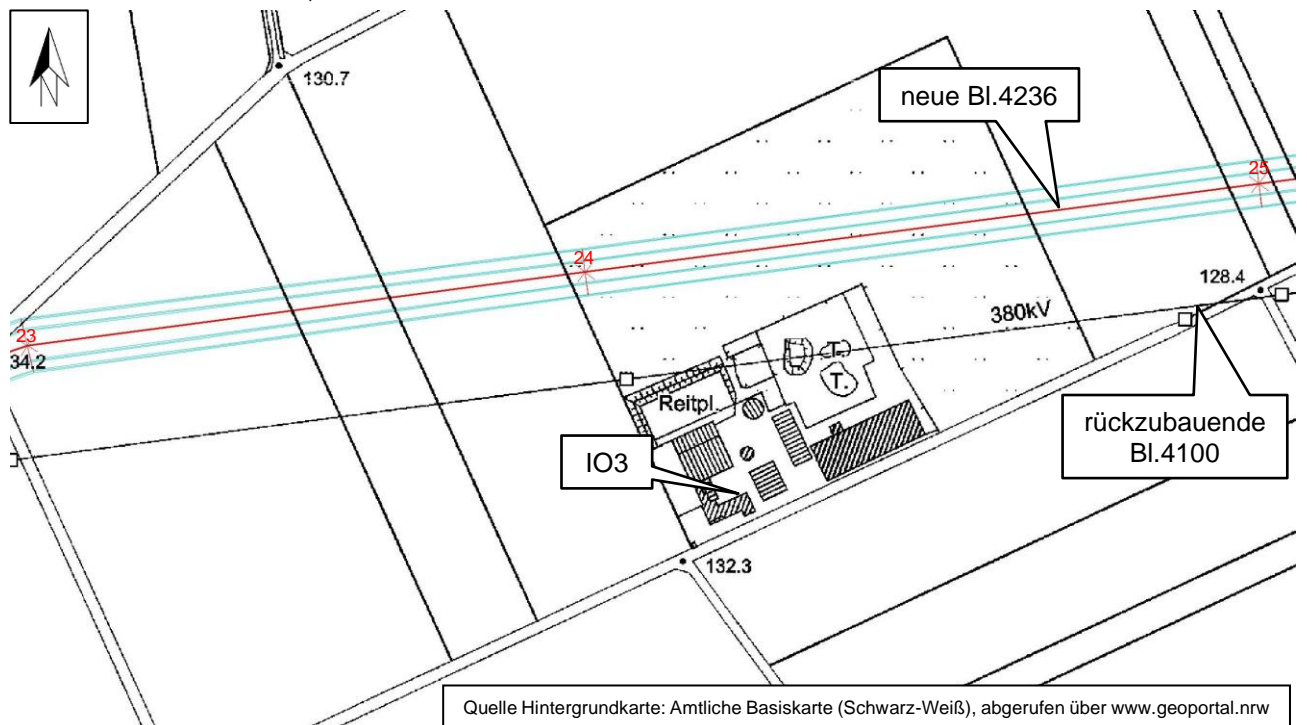 N
130.7
neue Bl.4236
25
24
128.4
380kV
23
34.2
T.
T.
Reitpl.
rückzubauende
Bl.4100
IO3
132.3
Quelle Hintergrundkarte: Amtliche Basiskarte (Schwarz-Weiß), abgerufen über www.geoportal.nrw